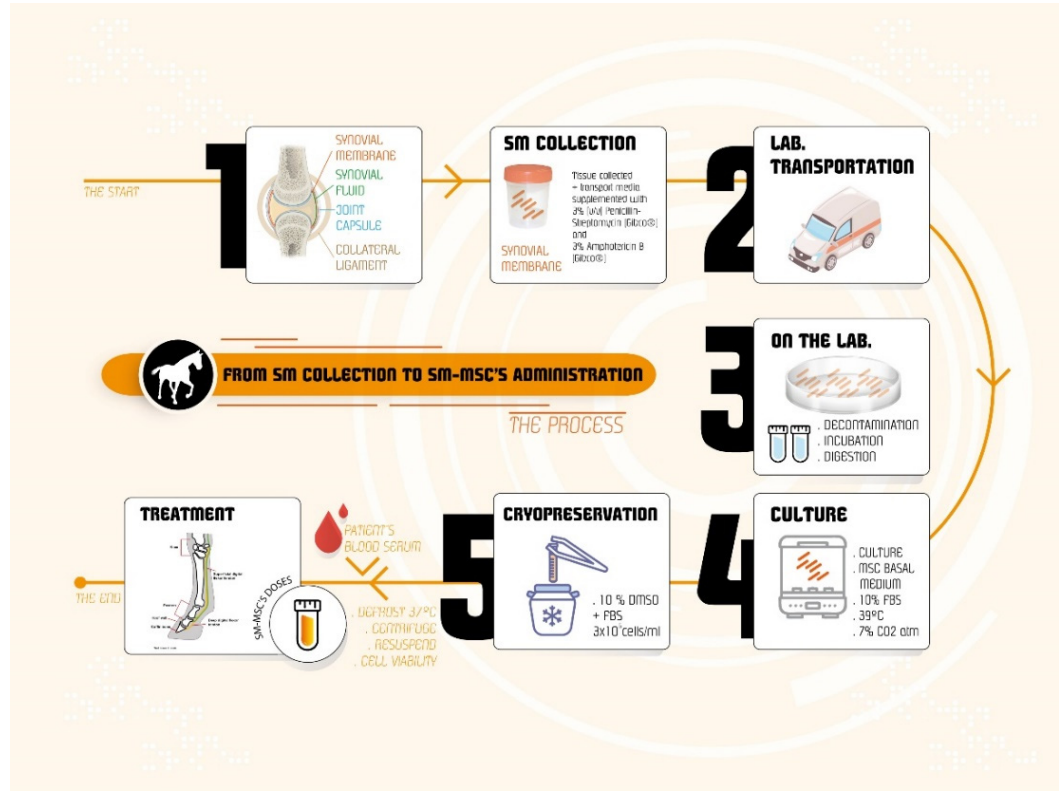 THE START
1
SYNOVIAL
MEMBRANE
SYNOVIAL
FLUID
JOINT
CAPSULE
COLLATERAL
LIGAMENT
SM COLLECTION
Tissue collected
+ transport media
supplemented with
3% (v/v) Penicillin-
Streptomycin (Gibco®)
and
3% Amphotericin B
(Gibco®)
SYNOVIAL
MEMBRANE
2
LAB.
TRANSPORTATION
FROM SM COLLECTION TO SM-MSC'S ADMINISTRATION
THE PROCESS
3
ON THE LAB.
. DECONTAMINATION
. INCUBATION
. DIGESTION
4
CULTURE
. CULTURE
. MSC BASAL
MEDIUM
. 10% FBS
. 39ºC
. 7% CO2 atm
5
CRYOPRESERVATION
. 10 % DMSO
+ FBS
PATIENT'S
BLOOD SERUM
. DEFROST 37ºC
. CENTRIFUGE
. RESUSPEND
. CELL VIABILITY
TREATMENT
SM-MSC'S DOSES
THE END